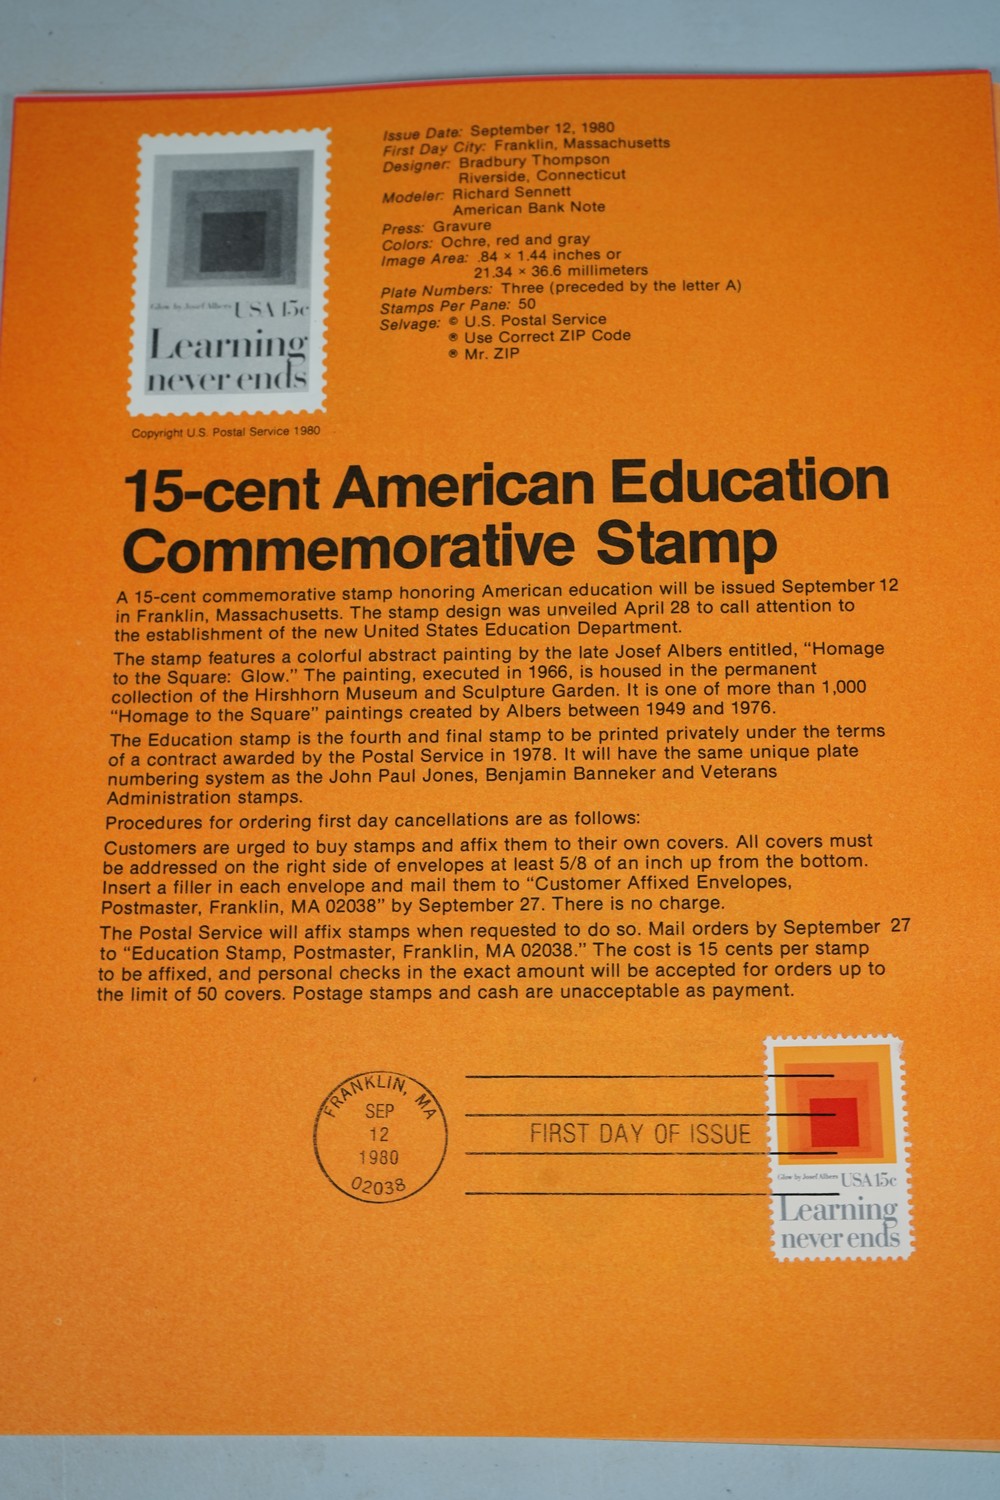 Glow by Josef Albers USA 15c
Learning
never ends
Copyright U.S. Postal Service 1980
Issue Date: September 12, 1980
First Day City: Franklin, Massachusetts
Designer: Bradbury Thompson
Riverside, Connecticut
Modeler: Richard Sennett
American Bank Note
Press: Gravure
Colors: Ochre, red and gray
Image Area: .84 × 1.44 inches or
21.34 × 36.6 millimeters
Plate Numbers: Three (preceded by the letter A)
Stamps Per Pane: 50
Selvage: © U.S. Postal Service
® Use Correct ZIP Code
® Mr. ZIP
15-cent American Education
Commemorative Stamp
A 15-cent commemorative stamp honoring American education will be issued September 12
in Franklin, Massachusetts. The stamp design was unveiled April 28 to call attention to
the establishment of the new United States Education Department.
The stamp features a colorful abstract painting by the late Josef Albers entitled, “Homage
to the Square: Glow.” The painting, executed in 1966, is housed in the permanent
collection of the Hirshhorn Museum and Sculpture Garden. It is one of more than 1,000
“Homage to the Square” paintings created by Albers between 1949 and 1976.
The Education stamp is the fourth and final stamp to be printed privately under the terms
of a contract awarded by the Postal Service in 1978. It will have the same unique plate
numbering system as the John Paul Jones, Benjamin Banneker and Veterans
Administration stamps.
Procedures for ordering first day cancellations are as follows:
Customers are urged to buy stamps and affix them to their own covers. All covers must
be addressed on the right side of envelopes at least 5/8 of an inch up from the bottom.
Insert a filler in each envelope and mail them to “Customer Affixed Envelopes,
Postmaster, Franklin, MA 02038” by September 27. There is no charge.
The Postal Service will affix stamps when requested to do so. Mail orders by September 27
to “Education Stamp, Postmaster, Franklin, MA 02038.” The cost is 15 cents per stamp
to be affixed, and personal checks in the exact amount will be accepted for orders up to
the limit of 50 covers. Postage stamps and cash are unacceptable as payment.
FRANKLIN, MA
SEP
12
1980
02038
FIRST DAY OF ISSUE
Glow by Josef Albers USA 15c
Learning
never ends